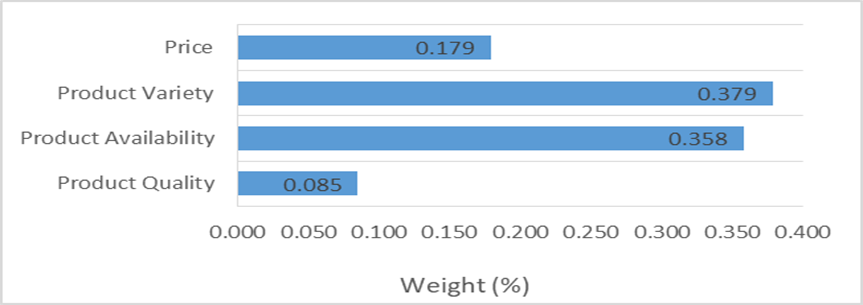 Price 0.179
Product Variety 0.379
Product Availability 0.358
Product Quality 0.085
0.000 0.050 0.100 0.150 0.200 0.250 0.300 0.350 0.400
Weight (%)